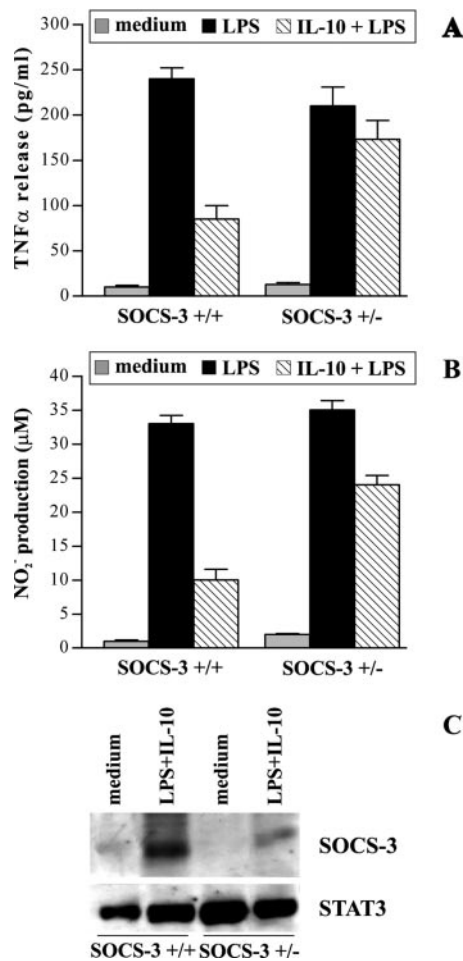 medium LPS IL-10 + LPS
A
TNFα release (pg/ml)
300
250
200
150
100
50
0
SOCS-3 +/+ SOCS-3 +/-
medium LPS IL-10 + LPS
B
NO₂⁻ production (μM)
40
35
30
25
20
15
10
5
0
SOCS-3 +/+ SOCS-3 +/-
C
medium LPS+IL-10 medium LPS+IL-10
SOCS-3
STAT3
SOCS-3 +/+ SOCS-3 +/-